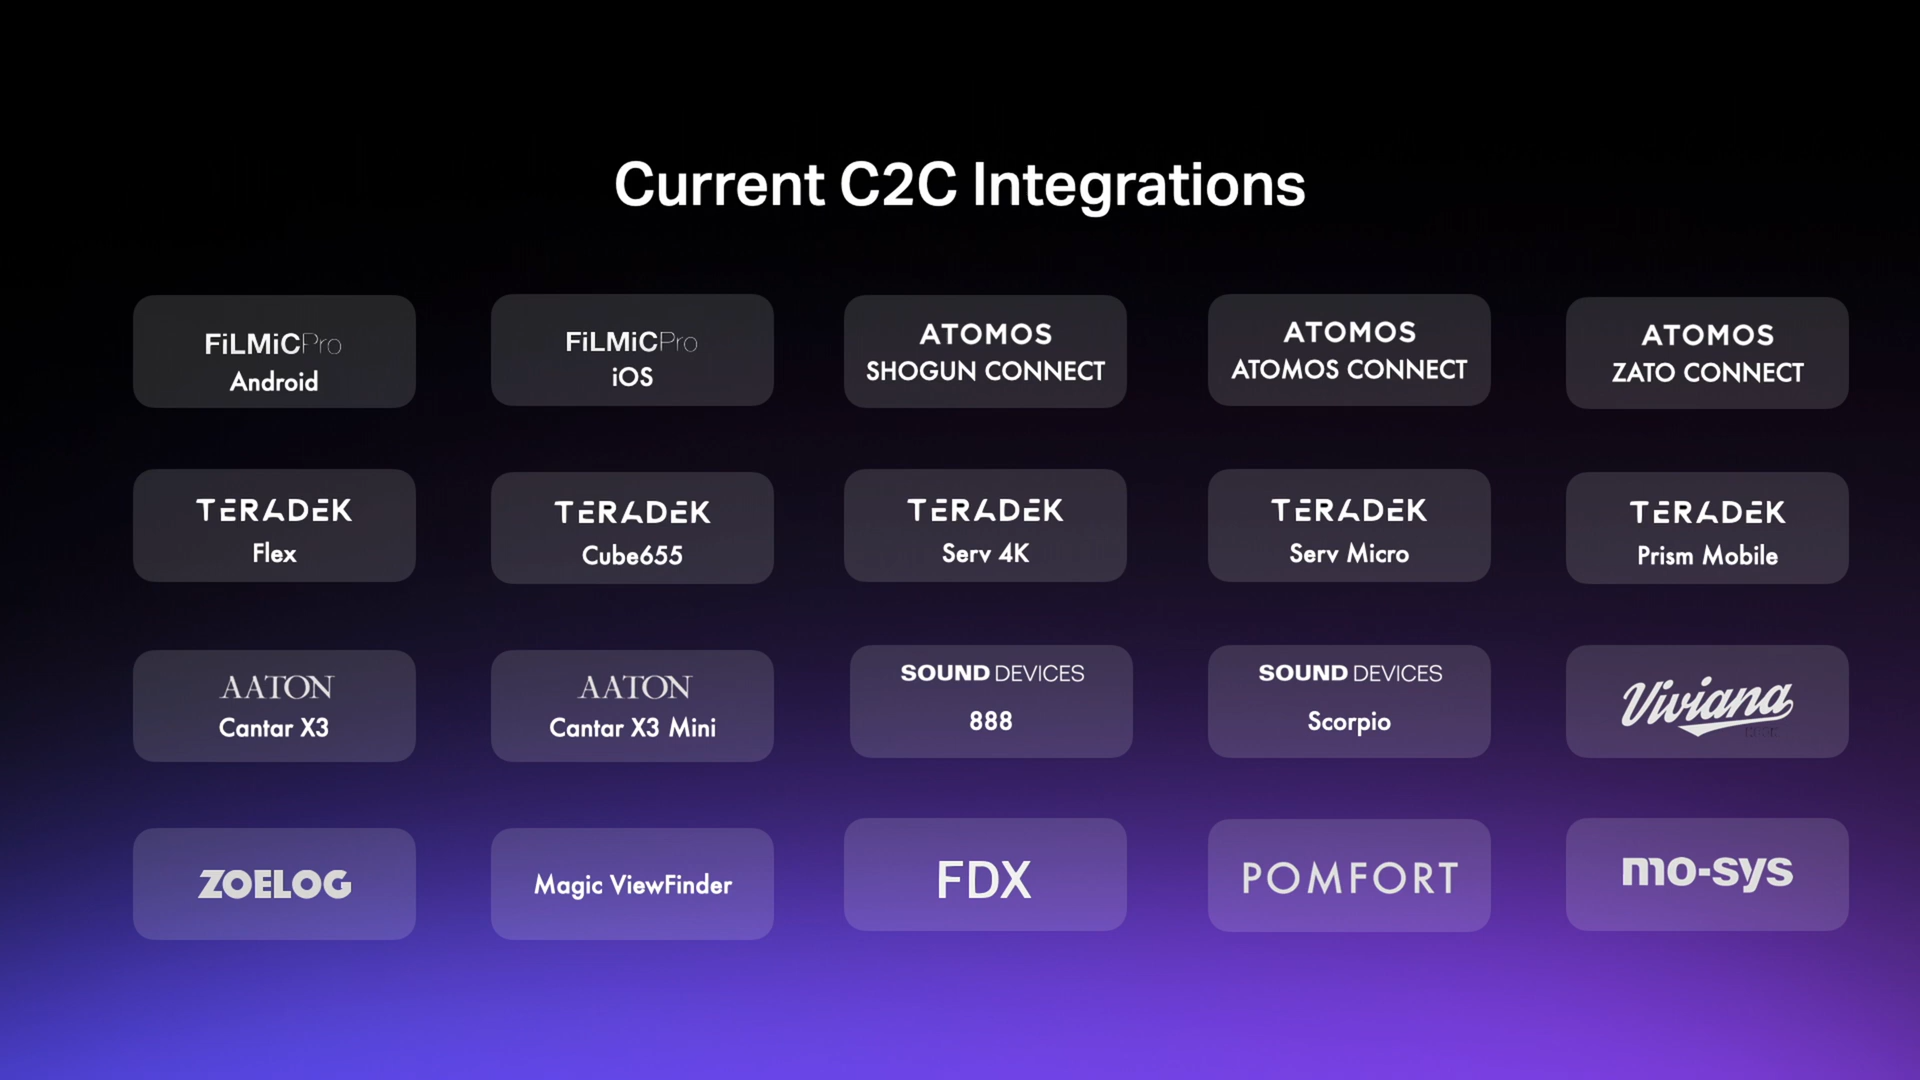 Current C2C Integrations
FiLMiCPro
Android
FiLMiCPro
iOS
ATOMOS
SHOGUN CONNECT
ATOMOS
ATOMOS CONNECT
ATOMOS
ZATO CONNECT
TERADEK
Flex
TERADEK
Cube655
TERADEK
Serv 4K
TERADEK
Serv Micro
TERADEK
Prism Mobile
AATON
Cantar X3
AATON
Cantar X3 Mini
SOUND DEVICES
888
SOUND DEVICES
Scorpio
Viviana
ZOELOG
Magic ViewFinder
FDX
POMFORT
mo-sys